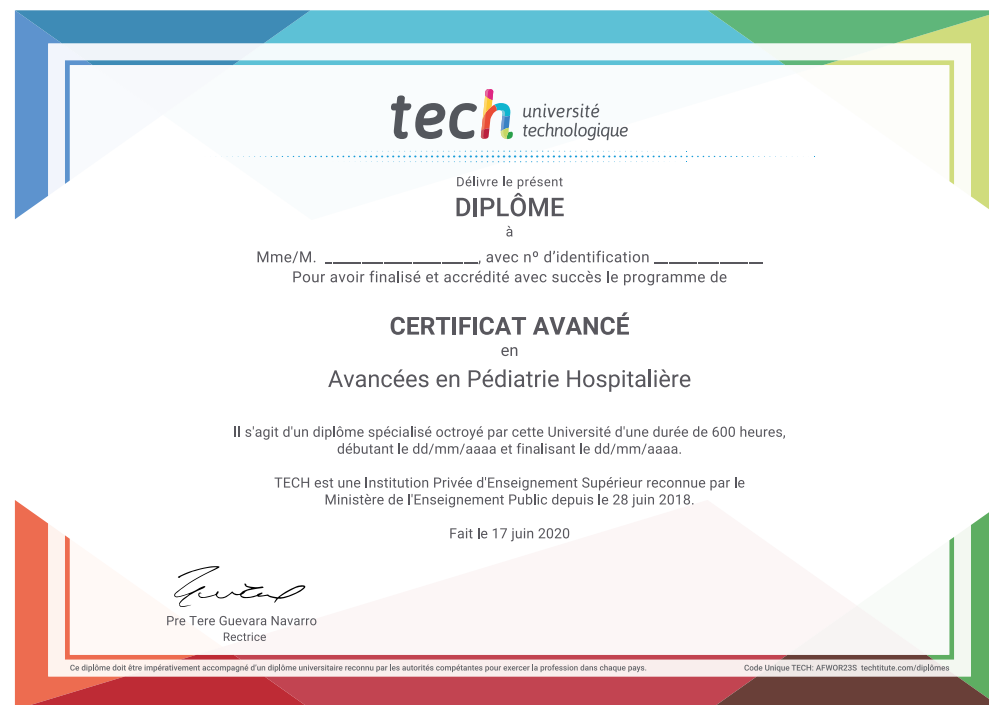 tech université
technologique
Délivre le présent
DIPLÔME
à
Mme/M. ____________________, avec nº d'identification ______________
Pour avoir finalisé et accrédité avec succès le programme de
CERTIFICAT AVANCÉ
en
Avancées en Pédiatrie Hospitalière
Il s'agit d'un diplôme spécialisé octroyé par cette Université d'une durée de 600 heures,
débutant le dd/mm/aaaa et finalisant le dd/mm/aaaa.
TECH est une Institution Privée d'Enseignement Supérieur reconnue par le
Ministère de l'Enseignement Public depuis le 28 juin 2018.
Fait le 17 juin 2020
Pre Tere Guevara Navarro
Rectrice
Ce diplôme doit être impérativement accompagné d'un diplôme universitaire reconnu par les autorités compétentes pour exercer la profession dans chaque pays.
Code Unique TECH: AFWOR23S techtitute.com/diplômes